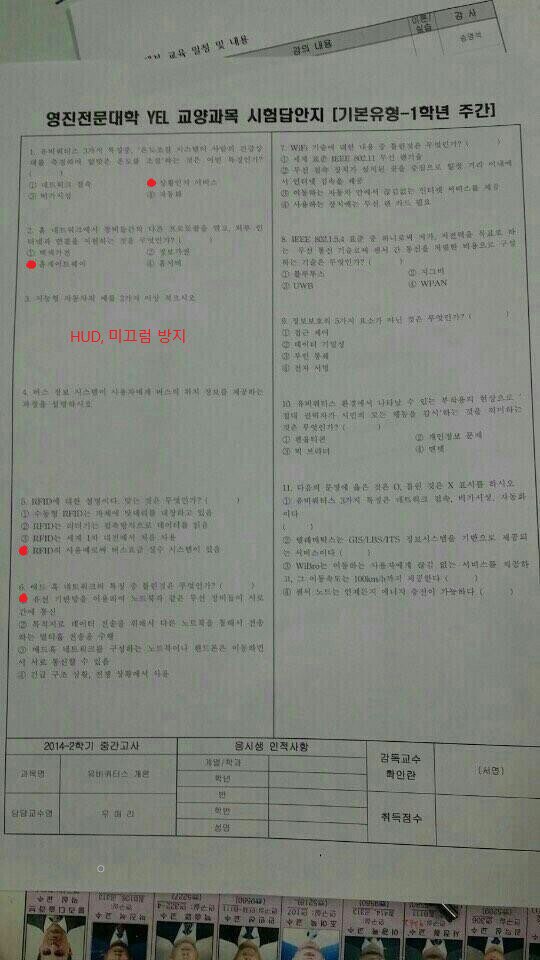 교육 일정 및 내용
강의 내용
이론/실습
강 사
영진전문대학 YEL 교양과목 시험답안지 [기본유형-1학년 주간]
1. 유비쿼터스 3가지 특징중, '온도조절 시스템이 사람의 건강상
태를 측정하여 알맞은 온도를 조절'하는 것은 어떤 특징인가?
( )
① 네트워크 접속 ② 상황인지 서비스
③ 비가시성 ④ 자동화
2. 홈 네트워크에서 장비들간의 다른 프로토콜을 맞고, 외부 인
터넷과 연결을 지원하는 것을 무엇인가? ( )
① 백색가전 ② 정보가전
홈게이트웨이 ④ 홈서버
3. 지능형 자동차의 예를 2가지 이상 적으시오.
HUD, 미끄럼 방지
4. 버스 정보 시스템이 사용자에게 버스의 위치 정보를 제공하는
과정을 설명하시오.
5. RFID에 대한 설명이다. 맞는 것은 무엇인가? ( )
① 수동형 RFID는 자체에 밧데리를 내장하고 있음
② RFID는 리더기는 접촉방식으로 데이터를 읽음
③ RFID는 세계 1차 대전에서 처음 사용
RFID의 사용예로써 버스요금 징수 시스템이 있음
6. 애드 혹 네트워크의 특징 중 틀린것은 무엇인가? ( )
유선 기반망을 이용하여 노트북과 같은 무선 장비들이 서로
간에 통신
② 목적지로 데이터 전송을 위해서 다른 노트북을 통해서 전송
하는 멀티홉 전송을 수행
③ 애드혹 네트워크를 구성하는 노트북이나 핸드폰은 이동하면
서 서로 통신할 수 있음
④ 긴급 구조 상황, 전쟁 상황에서 사용
7. WiFi 기술에 대한 내용 중 틀린것은 무엇인가? ( )
① 세계 표준 IEEE 802.11 무선 랜기술
② 무선 접속 장치가 설치된 곳을 중심으로 일정 거리 이내에
서 인터넷 접속을 제공
③ 이동하는 자동차 안에서 끊김없는 인터넷 서비스를 제공
④ 사용하는 장치에는 무선 랜 카드 필요
8. IEEE 802.15.4 표준 중 하나로써 저가, 저전력을 목표로 하
는 무선 통신 기술로써 센서 간 통신을 저렴한 비용으로 구성
하는 기술은 무엇인가? ( )
① 블루투스 ② 지그비
③ UWB ④ WPAN
9. 정보보호의 5가지 요소가 아닌 것은 무엇인가? ( )
① 접근 제어
② 데이터 기밀성
③ 무인 통제
④ 전자 서명
10. 유비쿼터스 환경에서 나타날 수 있는 부작용의 현상으로 '
절대 권력자가 시민의 모든 행동을 감시'하는 것을 의미하는
것은 무엇인가? ( )
① 팬옵티콘 ② 개인정보 문제
③ 빅 브라더 ④ 맨텍
11. 다음의 문장에 옳은 것은 O, 틀린 것은 X 표시를 하시오.
① 유비쿼터스 3가지 특징은 네트워크 접속, 비가시성, 자동화
이다
( )
② 텔레매틱스는 GIS/LBS/ITS 정보시스템을 기반으로 제공되
는 서비스이다 ( )
③ WiBro는 이동하는 사용자에게 끊김 없는 서비스를 제공하
고, 그 이동속도는 100km/h까지 제공한다 ( )
④ 센서 노드는 언제든지 에너지 충전이 가능하다 ( )
2014-2학기 중간고사
응시생 인적사항
감독교수
확인란
(서명)
과목명 유비쿼터스 개론
계열/학과
학년
반
담당교수명
학번
성명
취득점수